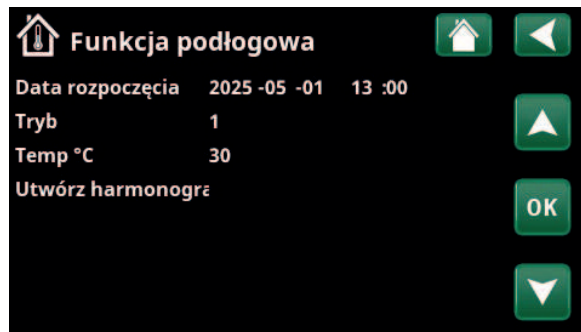 Funkcja podłogowa
Data rozpoczęcia 2025 -05 -01 13 :00
Tryb 1
Temp °C 30
Utwórz harmonogra
OK